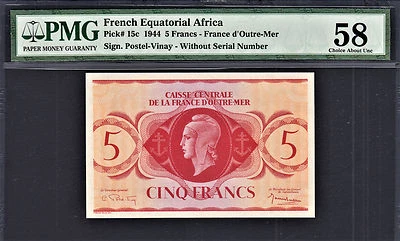 PMG
PAPER MONEY GUARANTY
French Equatorial Africa
Pick# 15c 1944 5 Francs - France d'Outre-Mer
Sign. Postel-Vinay - Without Serial Number
58
Choice About Unc
CAISSE CENTRALE
DE LA FRANCE D'OUTRE-MER
5
5
CINQ FRANCS